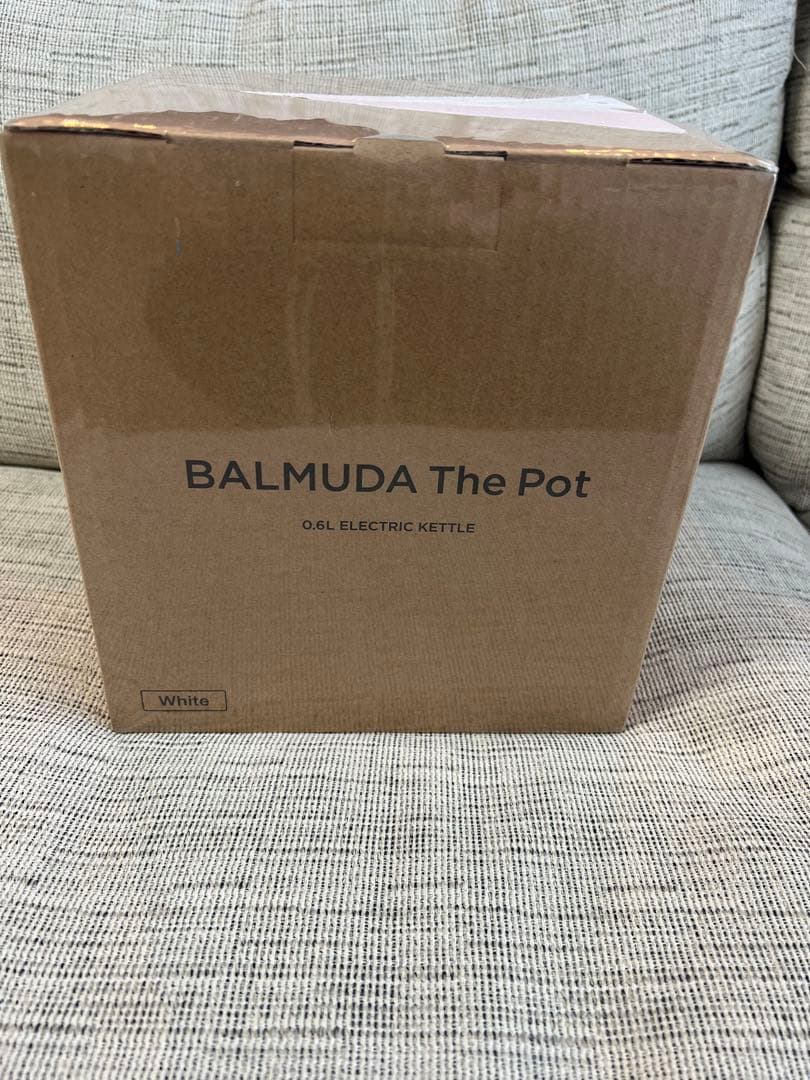 BALMUDA The Pot
0.6L ELECTRIC KETTLE
White